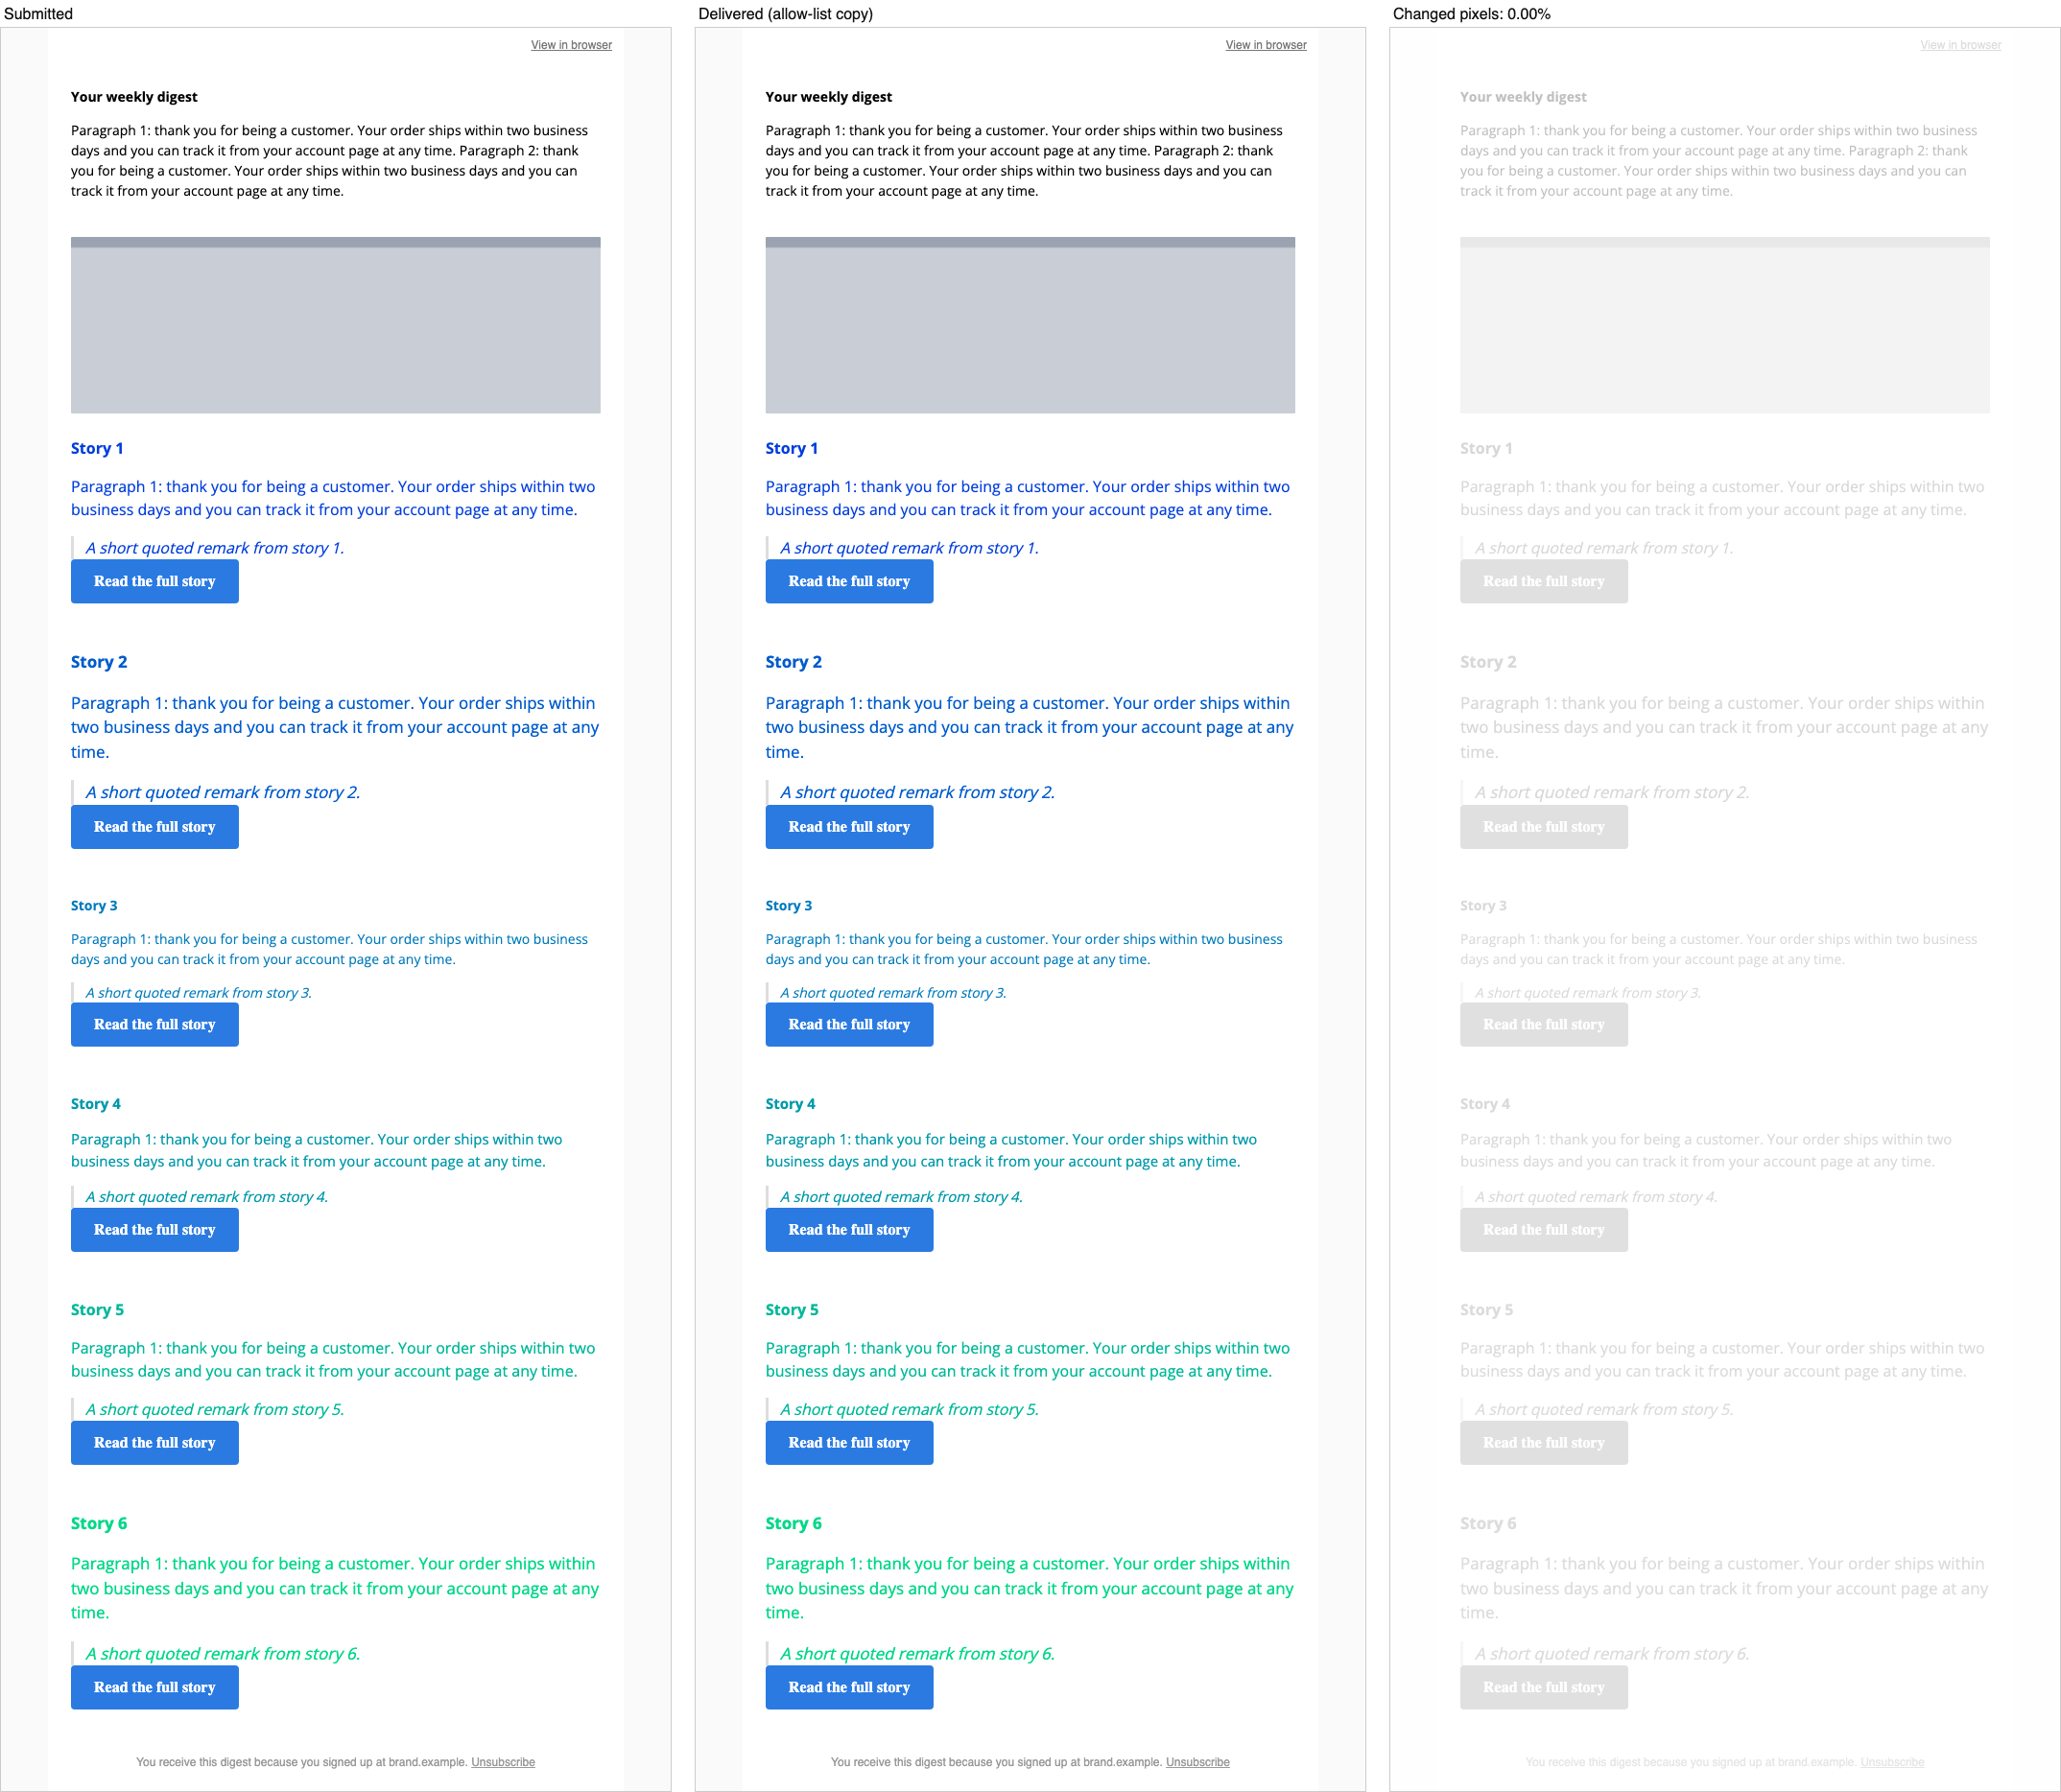 Submitted
View in browser
Your weekly digest
Paragraph 1: thank you for being a customer. Your order ships within two business
days and you can track it from your account page at any time. Paragraph 2: thank
you for being a customer. Your order ships within two business days and you can
track it from your account page at any time.
Story 1
Paragraph 1: thank you for being a customer. Your order ships within two
business days and you can track it from your account page at any time.
A short quoted remark from story 1.
Read the full story
Story 2
Paragraph 1: thank you for being a customer. Your order ships within
two business days and you can track it from your account page at any
time.
A short quoted remark from story 2.
Read the full story
Story 3
Paragraph 1: thank you for being a customer. Your order ships within two business
days and you can track it from your account page at any time.
A short quoted remark from story 3.
Read the full story
Story 4
Paragraph 1: thank you for being a customer. Your order ships within two
business days and you can track it from your account page at any time.
A short quoted remark from story 4.
Read the full story
Story 5
Paragraph 1: thank you for being a customer. Your order ships within two
business days and you can track it from your account page at any time.
A short quoted remark from story 5.
Read the full story
Story 6
Paragraph 1: thank you for being a customer. Your order ships within
two business days and you can track it from your account page at any
time.
A short quoted remark from story 6.
Read the full story
You receive this digest because you signed up at brand.example. Unsubscribe
Delivered (allow-list copy)
View in browser
Your weekly digest
Paragraph 1: thank you for being a customer. Your order ships within two business
days and you can track it from your account page at any time. Paragraph 2: thank
you for being a customer. Your order ships within two business days and you can
track it from your account page at any time.
Story 1
Paragraph 1: thank you for being a customer. Your order ships within two
business days and you can track it from your account page at any time.
A short quoted remark from story 1.
Read the full story
Story 2
Paragraph 1: thank you for being a customer. Your order ships within
two business days and you can track it from your account page at any
time.
A short quoted remark from story 2.
Read the full story
Story 3
Paragraph 1: thank you for being a customer. Your order ships within two business
days and you can track it from your account page at any time.
A short quoted remark from story 3.
Read the full story
Story 4
Paragraph 1: thank you for being a customer. Your order ships within two
business days and you can track it from your account page at any time.
A short quoted remark from story 4.
Read the full story
Story 5
Paragraph 1: thank you for being a customer. Your order ships within two
business days and you can track it from your account page at any time.
A short quoted remark from story 5.
Read the full story
Story 6
Paragraph 1: thank you for being a customer. Your order ships within
two business days and you can track it from your account page at any
time.
A short quoted remark from story 6.
Read the full story
You receive this digest because you signed up at brand.example. Unsubscribe
Changed pixels: 0.00%
View in browser
Your weekly digest
Paragraph 1: thank you for being a customer. Your order ships within two business
days and you can track it from your account page at any time. Paragraph 2: thank
you for being a customer. Your order ships within two business days and you can
track it from your account page at any time.
Story 1
Paragraph 1: thank you for being a customer. Your order ships within two
business days and you can track it from your account page at any time.
A short quoted remark from story 1.
Read the full story
Story 2
Paragraph 1: thank you for being a customer. Your order ships within
two business days and you can track it from your account page at any
time.
A short quoted remark from story 2.
Read the full story
Story 3
Paragraph 1: thank you for being a customer. Your order ships within two business
days and you can track it from your account page at any time.
A short quoted remark from story 3.
Read the full story
Story 4
Paragraph 1: thank you for being a customer. Your order ships within two
business days and you can track it from your account page at any time.
A short quoted remark from story 4.
Read the full story
Story 5
Paragraph 1: thank you for being a customer. Your order ships within two
business days and you can track it from your account page at any time.
A short quoted remark from story 5.
Read the full story
Story 6
Paragraph 1: thank you for being a customer. Your order ships within
two business days and you can track it from your account page at any
time.
A short quoted remark from story 6.
Read the full story
You receive this digest because you signed up at brand.example. Unsubscribe